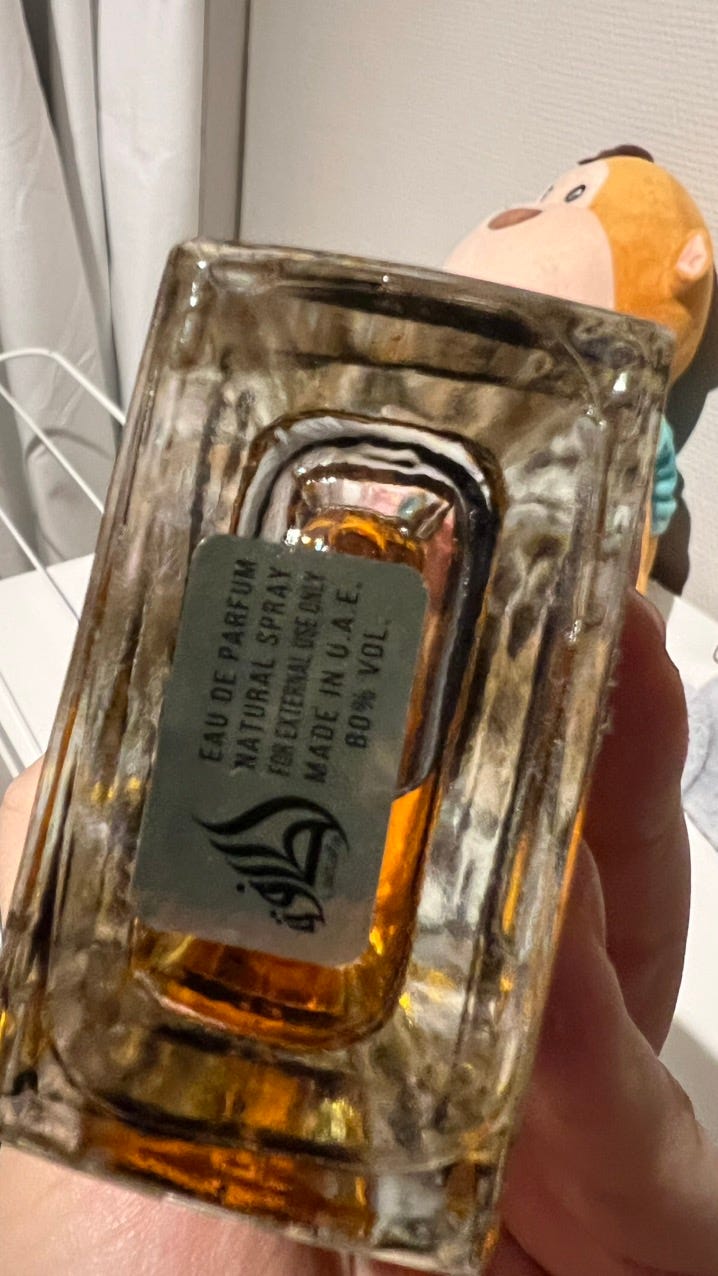 EAU DE PARFUM
NATURAL SPRAY
FOR EXTERNAL USE ONLY
MADE IN U.A.E.
80% VOL.